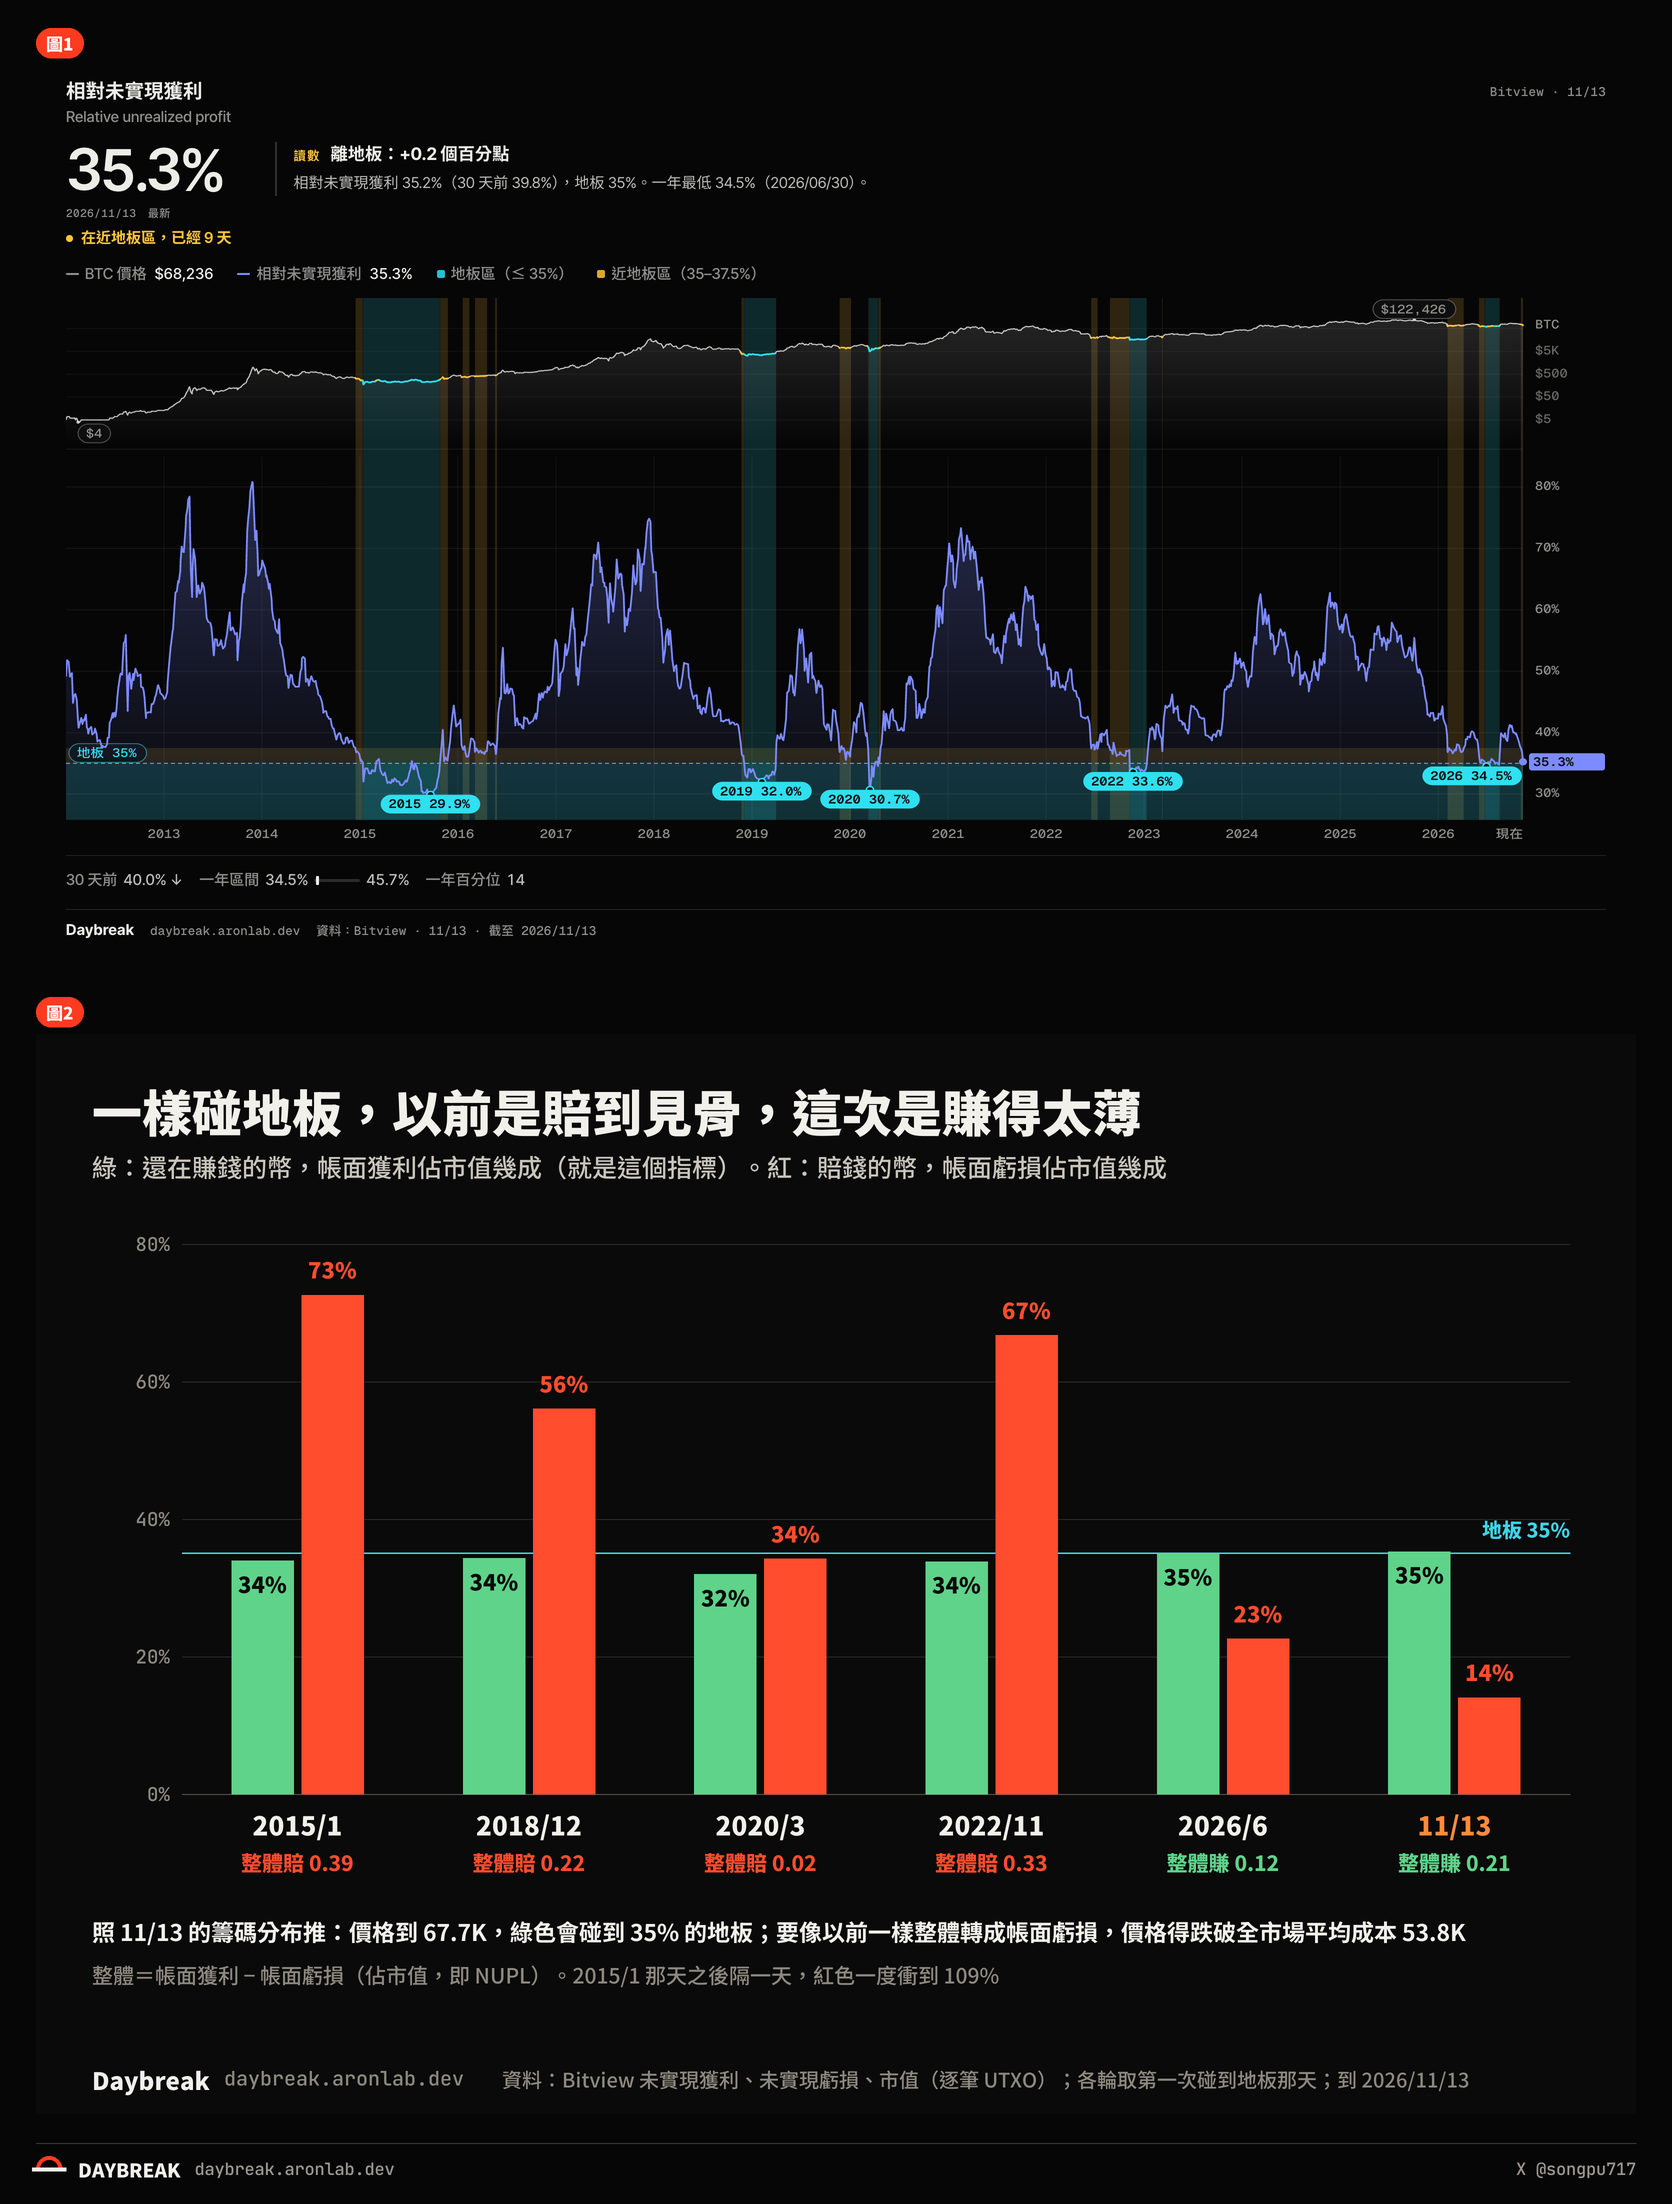 圖1
相對未實現獲利
Bitview · 11/13
Relative unrealized profit
35.3%
讀數 離地板：+0.2 個百分點
相對未實現獲利 35.2%（30 天前 39.8%），地板 35%。一年最低 34.5%（2026/06/30）。
2026/11/13 最新
在近地板區，已經 9 天
BTC 價格 $68,236 相對未實現獲利 35.3% 地板區（≤ 35%） 近地板區（35–37.5%）
$122,426
BTC
$5K
$500
$50
$5
$4
80%
70%
60%
50%
40%
地板 35%
35.3%
2026 34.5%
2022 33.6%
2019 32.0%
2020 30.7%
2015 29.9%
30%
2013 2014 2015 2016 2017 2018 2019 2020 2021 2022 2023 2024 2025 2026 現在
30 天前 40.0% ↓ 一年區間 34.5% 45.7% 一年百分位 14
Daybreak daybreak.aronlab.dev 資料：Bitview · 11/13 · 截至 2026/11/13
圖2
一樣碰地板，以前是賠到見骨，這次是賺得太薄
綠：還在賺錢的幣，帳面獲利佔市值幾成（就是這個指標）。紅：賠錢的幣，帳面虧損佔市值幾成
80%
73%
67%
60%
56%
40%
34%
地板 35%
34%
34%
32%
34%
35%
35%
23%
20%
14%
0%
2015/1 2018/12 2020/3 2022/11 2026/6 11/13
整體賠 0.39 整體賠 0.22 整體賠 0.02 整體賠 0.33 整體賺 0.12 整體賺 0.21
照 11/13 的籌碼分布推：價格到 67.7K，綠色會碰到 35% 的地板；要像以前一樣整體轉成帳面虧損，價格得跌破全市場平均成本 53.8K
整體＝帳面獲利 – 帳面虧損（佔市值，即 NUPL）。2015/1 那天之後隔一天，紅色一度衝到 109%
Daybreak daybreak.aronlab.dev 資料：Bitview 未實現獲利、未實現虧損、市值（逐筆 UTXO）；各輪取第一次碰到地板那天；到 2026/11/13
DAYBREAK daybreak.aronlab.dev
X @songpu717